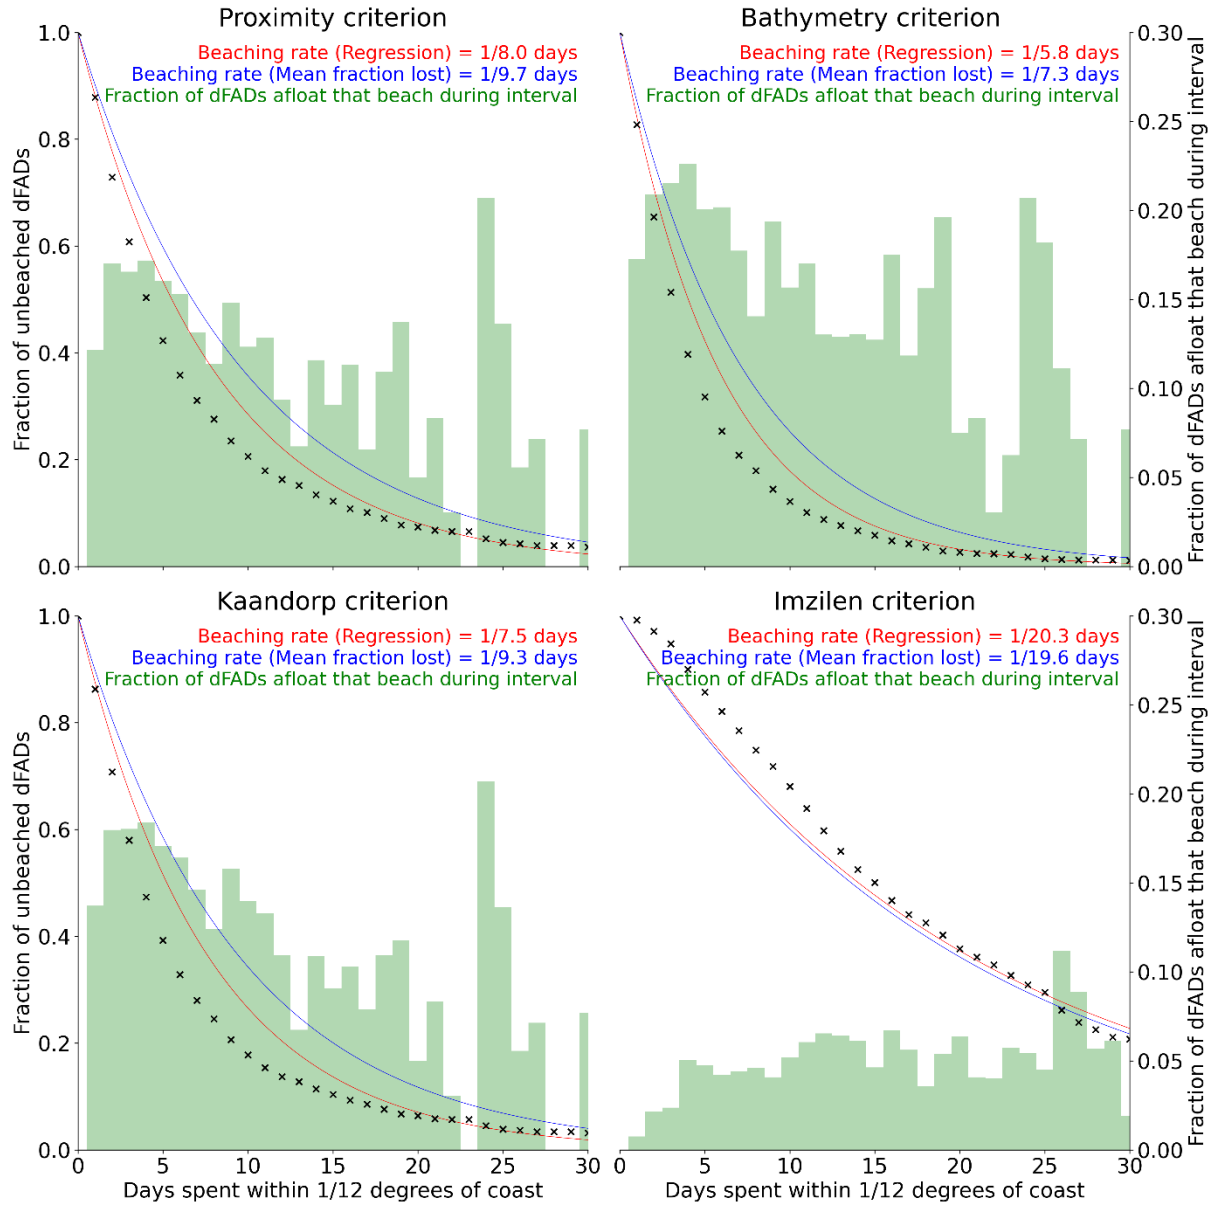 Proximity criterion
Beaching rate (Regression) = 1/8.0 days
Beaching rate (Mean fraction lost) = 1/9.7 days
Fraction of dFADs afloat that beach during interval
Fraction of unbeached dFADs
1.0
0.8
0.6
0.4
0.2
0.0
Bathymetry criterion
Beaching rate (Regression) = 1/5.8 days
Beaching rate (Mean fraction lost) = 1/7.3 days
Fraction of dFADs afloat that beach during interval
0.30
0.25
0.20
0.15
0.10
0.05
0.00
Fraction of dFADs afloat that beach during interval
Kaandorp criterion
Beaching rate (Regression) = 1/7.5 days
Beaching rate (Mean fraction lost) = 1/9.3 days
Fraction of dFADs afloat that beach during interval
Fraction of unbeached dFADs
1.0
0.8
0.6
0.4
0.2
0.0
0 5 10 15 20 25 30
Days spent within 1/12 degrees of coast
Imzilen criterion
Beaching rate (Regression) = 1/20.3 days
Beaching rate (Mean fraction lost) = 1/19.6 days
Fraction of dFADs afloat that beach during interval
0.30
0.25
0.20
0.15
0.10
0.05
0.00
Fraction of dFADs afloat that beach during interval
0 5 10 15 20 25 30
Days spent within 1/12 degrees of coast